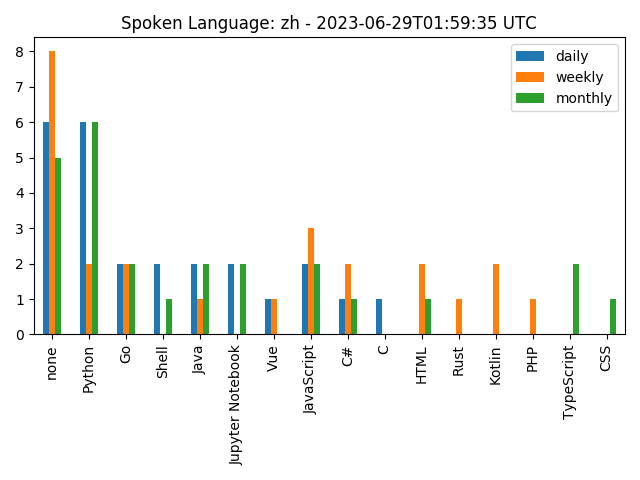 Spoken Language: zh - 2023-06-29T01:59:35 UTC
daily
weekly
monthly
8
7
6
5
4
3
2
1
0
none
Python
Go
Shell
Java
Jupyter Notebook
Vue
JavaScript
C#
C
HTML
Rust
Kotlin
PHP
TypeScript
CSS